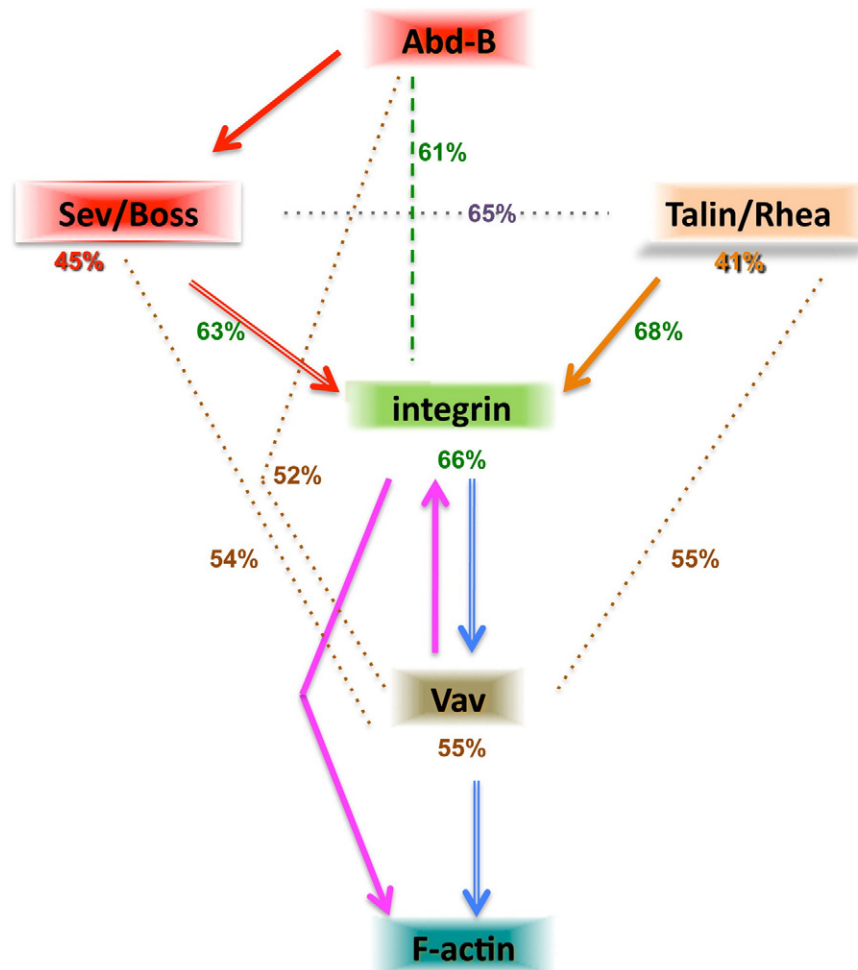 Abd-B
61%
Sev/Boss
65%
Talin/Rhea
45%
41%
63%
68%
integrin
66%
52%
54%
55%
Vav
55%
F-actin